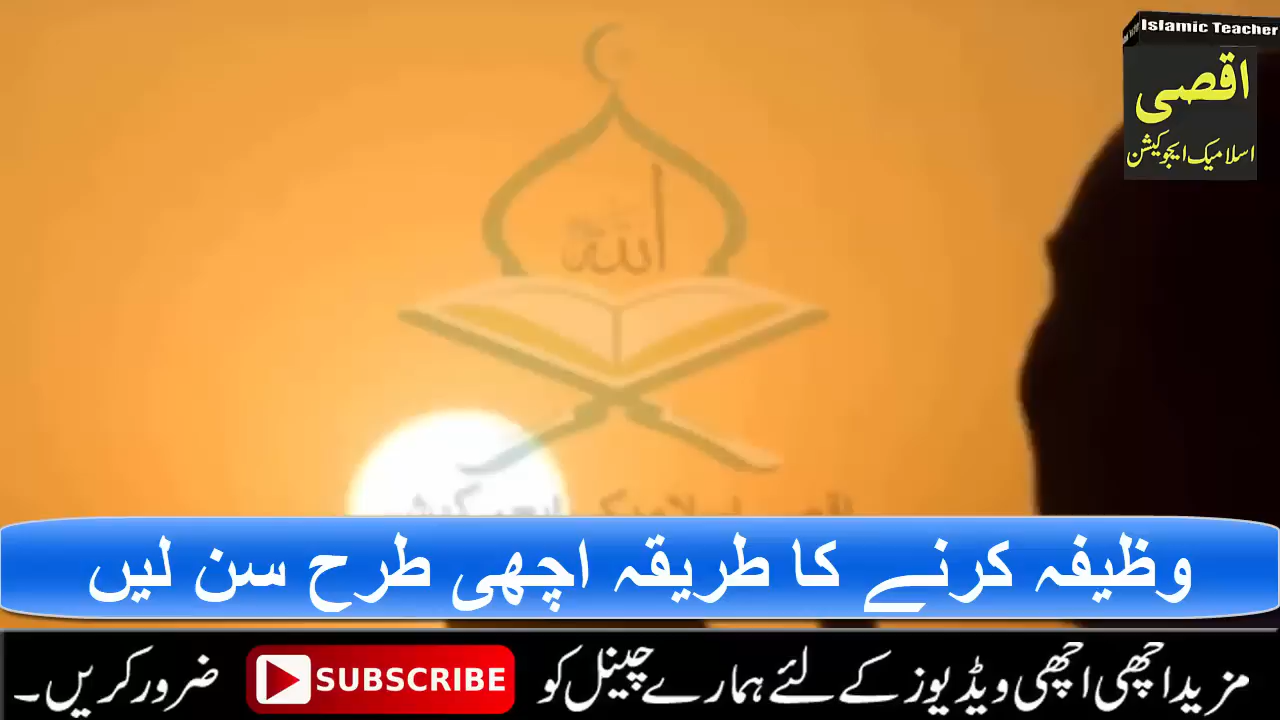 Islamic Teacher
اقصی
اسلامیک ایجوکیشن
الله
وظیفہ کرنے کا طریقہ اچھی طرح سن لیں
مزید اچھی اچھی ویڈیوز کے لئے ہمارے چینل کو SUBSCRIBE ضرور کریں۔